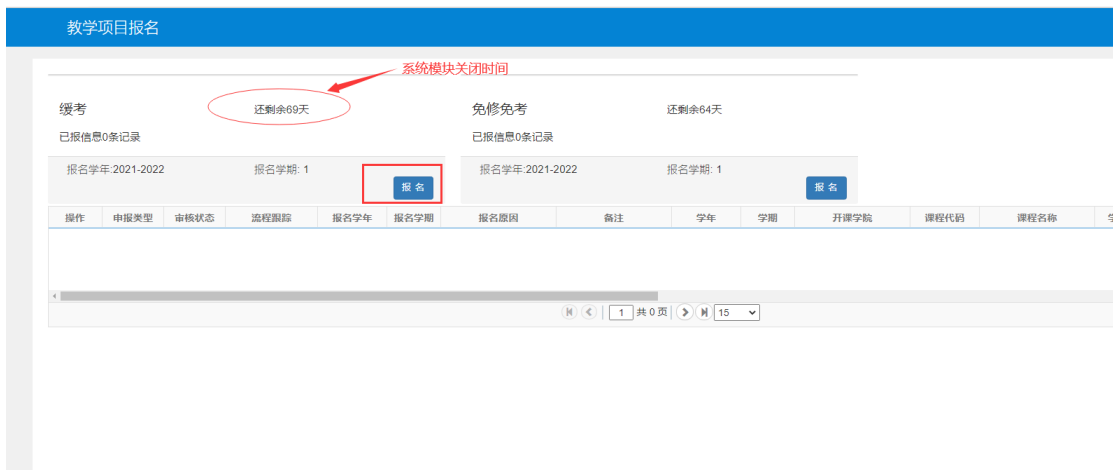 教学项目报名
系统模块关闭时间
缓考 还剩余69天 免修免考 还剩余64天
已报信息0条记录 已报信息0条记录
报名学年:2021-2022 报名学期: 1 报名 报名学年:2021-2022 报名学期: 1 报名
操作 申报类型 审核状态 流程跟踪 报名学年 报名学期 报名原因 备注 学年 学期 开课学院 课程代码 课程名称
1 共 0 页 15